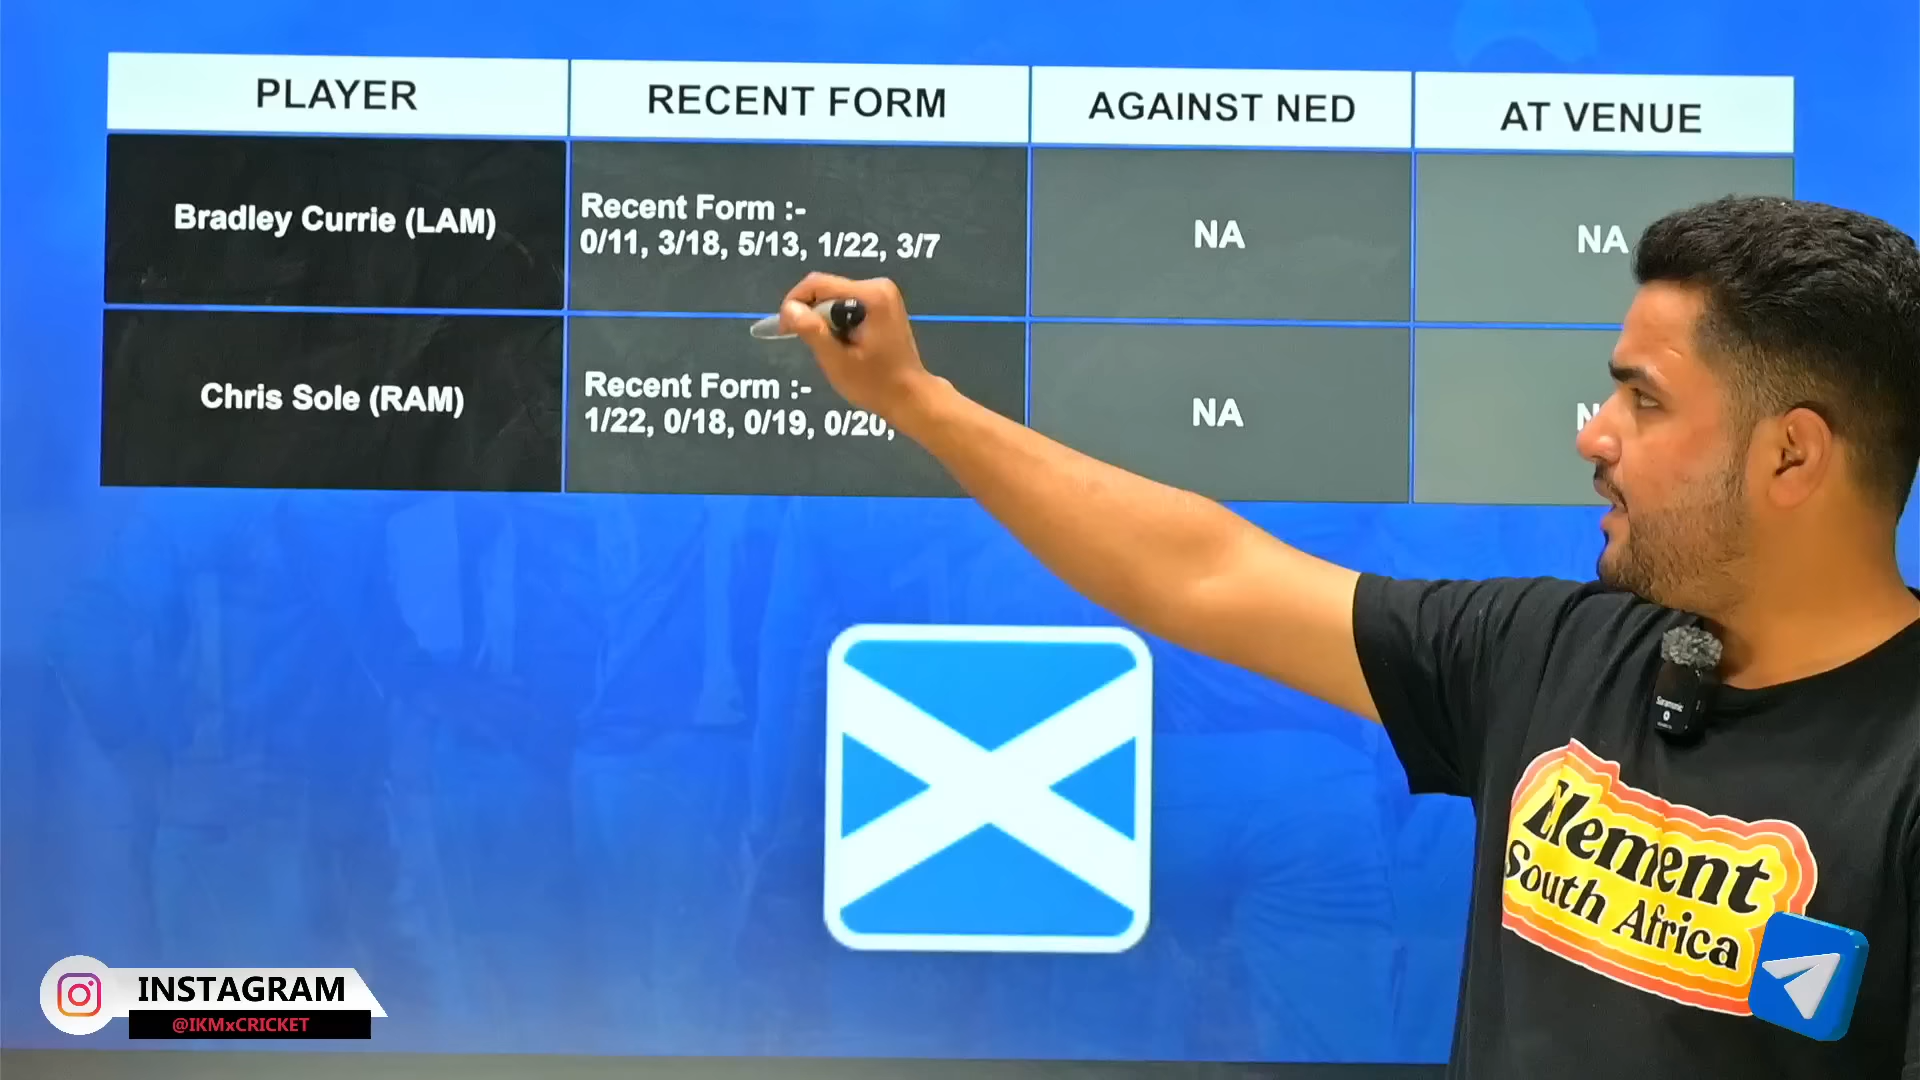 PLAYER
RECENT FORM
AGAINST NED
AT VENUE
Bradley Currie (LAM)
Recent Form :-
0/11, 3/18, 5/13, 1/22, 3/7
NA
NA
Chris Sole (RAM)
Recent Form :-
1/22, 0/18, 0/19, 0/20,
NA
Saramonic
Element
South Africa
INSTAGRAM
@IKMxCRICKET